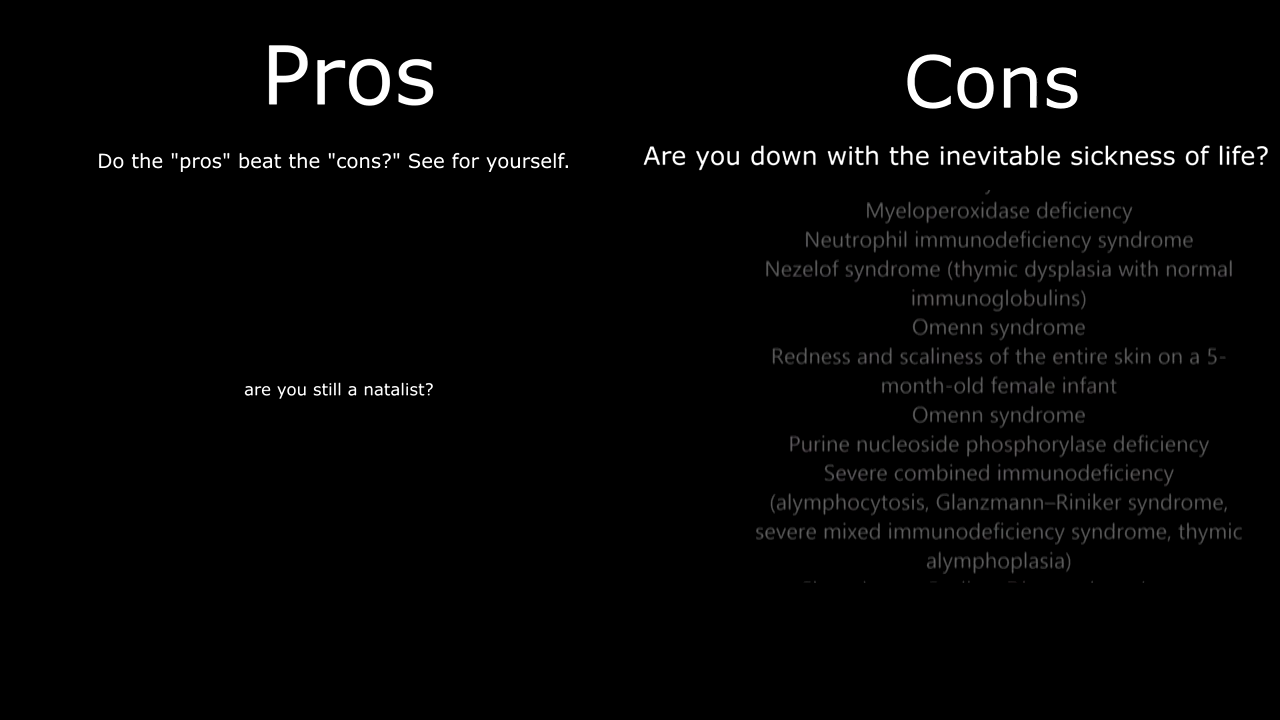 Pros
Do the "pros" beat the "cons?" See for yourself.
are you still a natalist?
Cons
Are you down with the inevitable sickness of life?
Myeloperoxidase deficiency
Neutrophil immunodeficiency syndrome
Nezelof syndrome (thymic dysplasia with normal
immunoglobulins)
Omenn syndrome
Redness and scaliness of the entire skin on a 5-
month-old female infant
Omenn syndrome
Purine nucleoside phosphorylase deficiency
Severe combined immunodeficiency
(alymphocytosis, Glanzmann–Riniker syndrome,
severe mixed immunodeficiency syndrome, thymic
alymphoplasia)